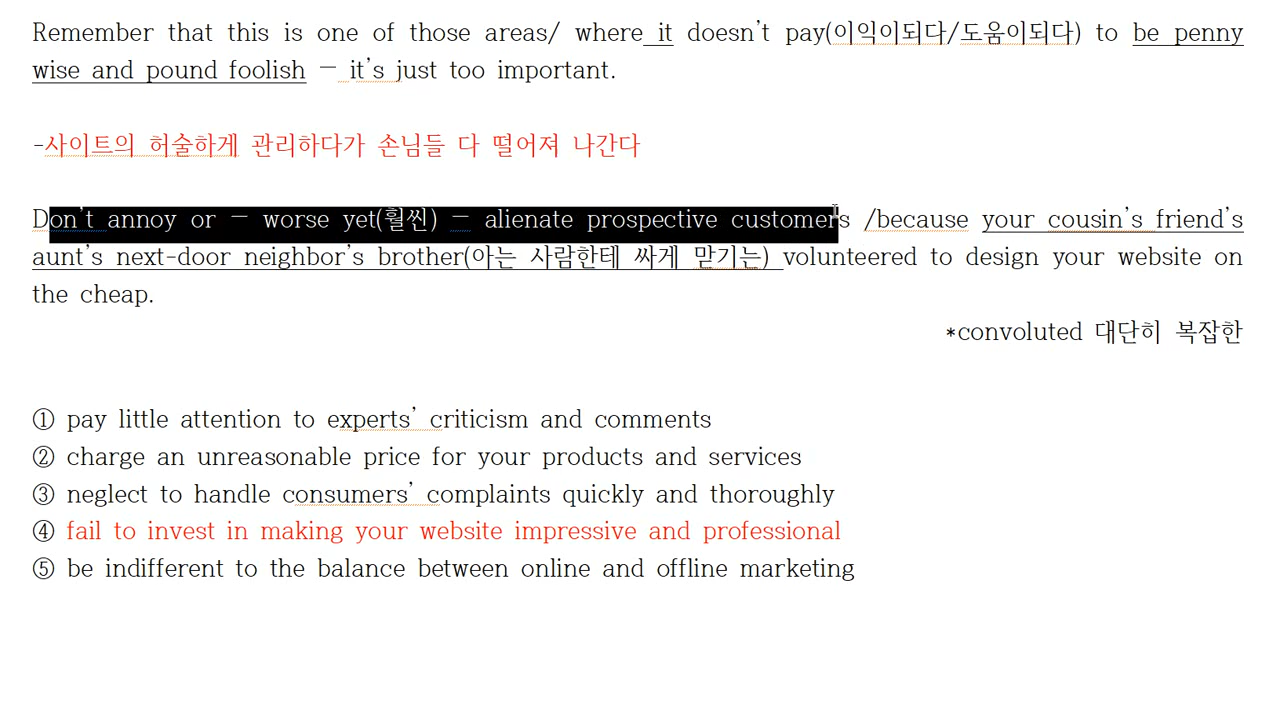 Remember that this is one of those areas/ where it doesn't pay(이익이되다/도움이되다) to be penny
wise and pound foolish — it's just too important.
-사이트의 허술하게 관리하다가 손님들 다 떨어져 나간다
Don't annoy or — worse yet(훨씬) — alienate prospective customers /because your cousin's friend's
aunt's next-door neighbor's brother(아는 사람한테 싸게 맏기는) volunteered to design your website on
the cheap.
*convoluted 대단히 복잡한
① pay little attention to experts' criticism and comments
② charge an unreasonable price for your products and services
③ neglect to handle consumers' complaints quickly and thoroughly
④ fail to invest in making your website impressive and professional
⑤ be indifferent to the balance between online and offline marketing